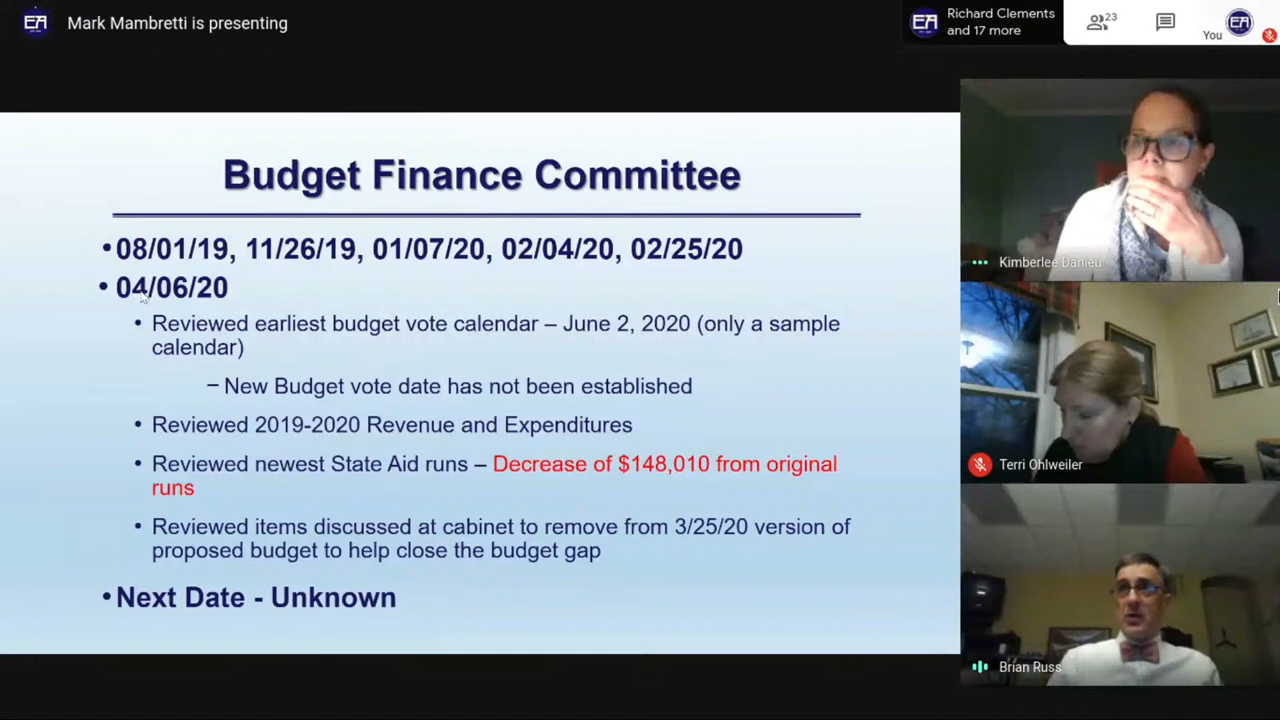 EA
Mark Mambretti is presenting
EA
Richard Clements
and 17 more
23
EA
You
Budget Finance Committee
•08/01/19, 11/26/19, 01/07/20, 02/04/20, 02/25/20
• 04/06/20
• Reviewed earliest budget vote calendar – June 2, 2020 (only a sample
calendar)
– New Budget vote date has not been established
• Reviewed 2019-2020 Revenue and Expenditures
• Reviewed newest State Aid runs – Decrease of $148,010 from original
runs
• Reviewed items discussed at cabinet to remove from 3/25/20 version of
proposed budget to help close the budget gap
•Next Date - Unknown
Kimberlee Danieu
Terri Ohlweiler
Brian Russ